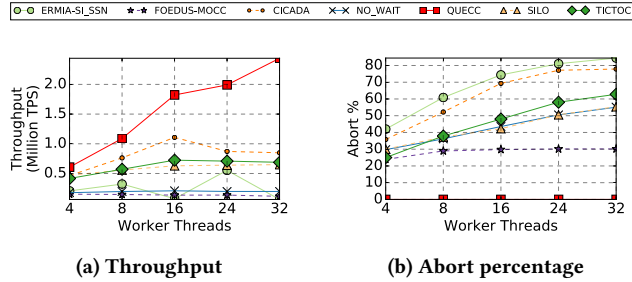 ERMIA-SI_SSN FOEDUS-MOCC CICADA NO_WAIT QUECC SILO TICTOC
Throughput
(Million TPS)
2.0
1.5
1.0
0.5
4 8 16 24 32
Worker Threads
(a) Throughput
Abort %
80
70
60
50
40
30
20
10
0
4 8 16 24 32
Worker Threads
(b) Abort percentage